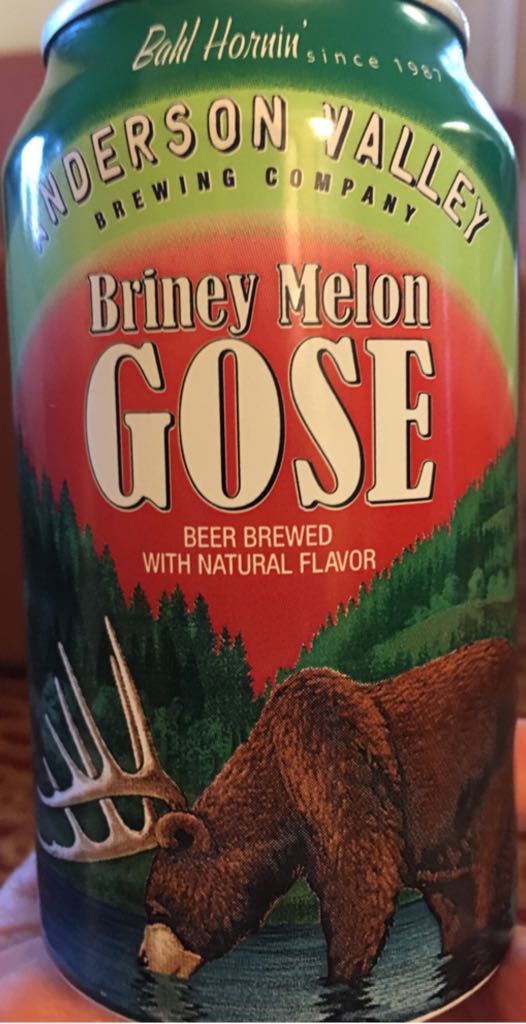 Bahl Hornin' since 1987
ANDERSON VALLEY
BREWING COMPANY
Briney Melon
GOSE
BEER BREWED
WITH NATURAL FLAVOR